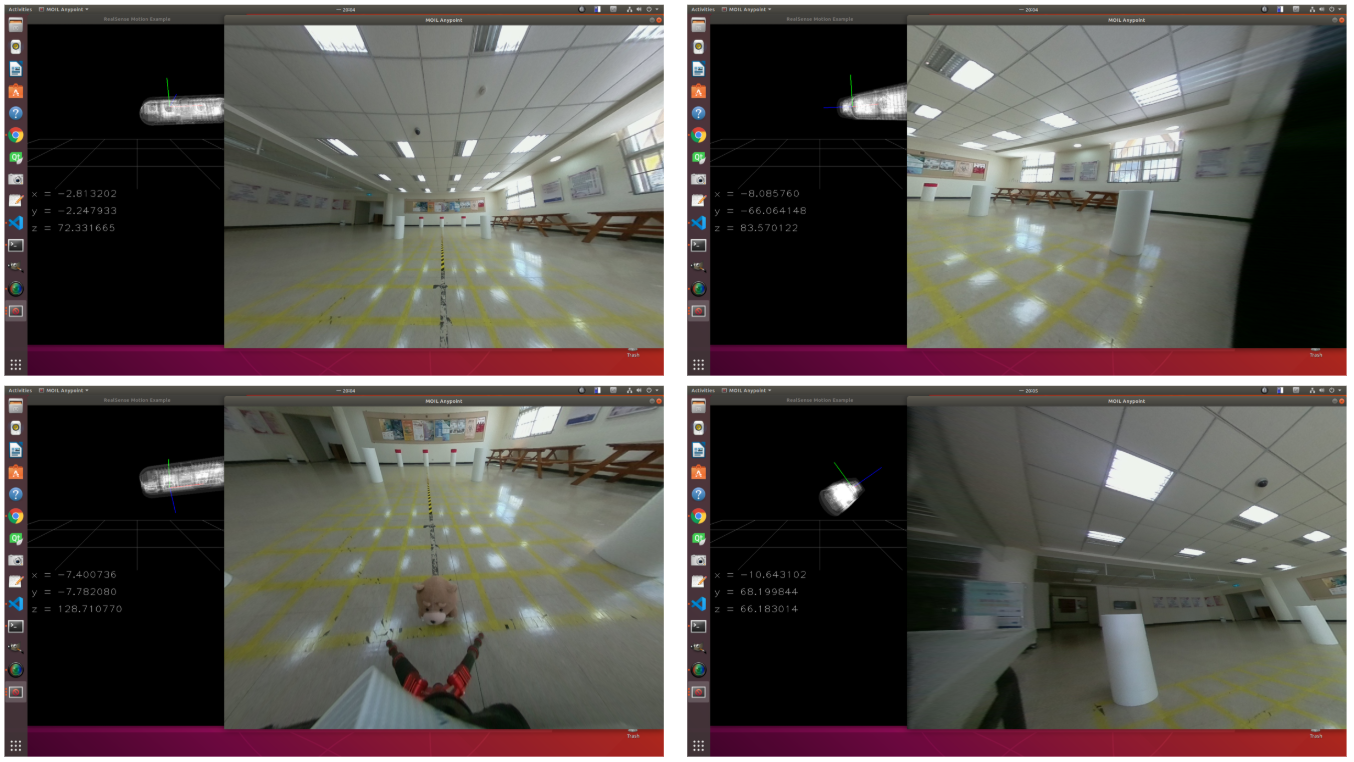 Activities MOIL Anypoint 20:04
RealSense Motion Example
MOIL Anypoint
x = −2.813202
y = −2.247933
z = 72.331665
Trash
Activities MOIL Anypoint 20:04
RealSense Motion Example
MOIL Anypoint
x = −8.085760
y = −66.064148
z = 83.570122
Trash
Activities MOIL Anypoint 20:04
RealSense Motion Example
MOIL Anypoint
x = −7.400736
y = −7.782080
z = 128.710770
Trash
Activities MOIL Anypoint 20:05
RealSense Motion Example
MOIL Anypoint
x = −10.643102
y = 68.199844
z = 66.183014
Trash